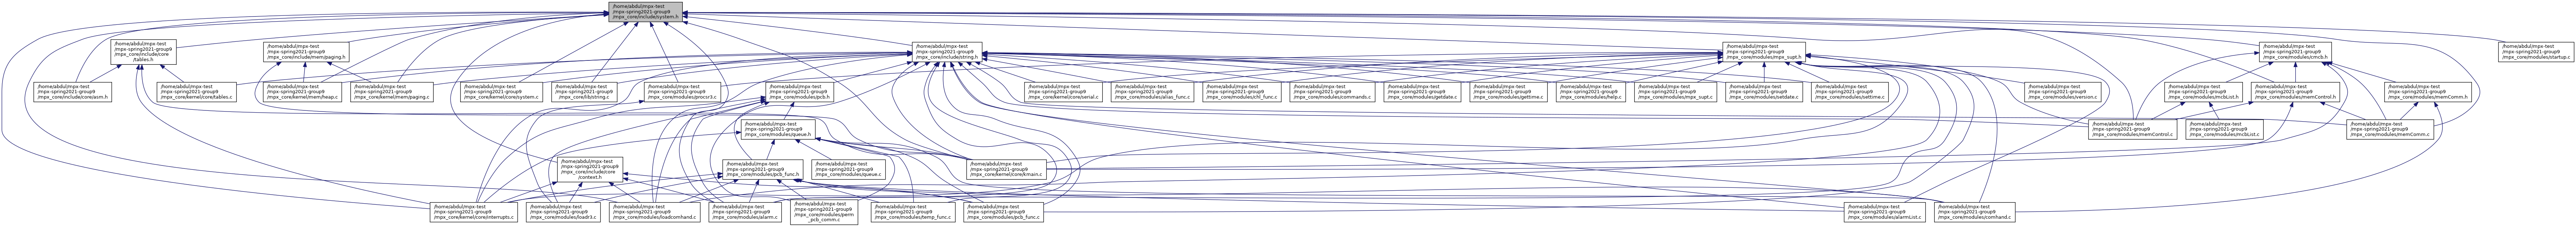 /home/abdul/mpx-test
/mpx-spring2021-group9
/mpx_core/include/system.h
/home/abdul/mpx-test
/mpx-spring2021-group9
/mpx_core/include/core
/tables.h
/home/abdul/mpx-test
/mpx-spring2021-group9
/mpx_core/include/mem/paging.h
/home/abdul/mpx-test
/mpx-spring2021-group9
/mpx_core/include/string.h
/home/abdul/mpx-test
/mpx-spring2021-group9
/mpx_core/modules/mpx_supt.h
/home/abdul/mpx-test
/mpx-spring2021-group9
/mpx_core/modules/cmcb.h
/home/abdul/mpx-test
/mpx-spring2021-group9
/mpx_core/modules/startup.c
/home/abdul/mpx-test
/mpx-spring2021-group9
/mpx_core/include/core/asm.h
/home/abdul/mpx-test
/mpx-spring2021-group9
/mpx_core/kernel/core/tables.c
/home/abdul/mpx-test
/mpx-spring2021-group9
/mpx_core/kernel/mem/heap.c
/home/abdul/mpx-test
/mpx-spring2021-group9
/mpx_core/kernel/mem/paging.c
/home/abdul/mpx-test
/mpx-spring2021-group9
/mpx_core/kernel/core/system.c
/home/abdul/mpx-test
/mpx-spring2021-group9
/mpx_core/lib/string.c
/home/abdul/mpx-test
/mpx-spring2021-group9
/mpx_core/modules/procsr3.c
/home/abdul/mpx-test
/mpx-spring2021-group9
/mpx_core/modules/pcb.h
/home/abdul/mpx-test
/mpx-spring2021-group9
/mpx_core/kernel/core/serial.c
/home/abdul/mpx-test
/mpx-spring2021-group9
/mpx_core/modules/alias_func.c
/home/abdul/mpx-test
/mpx-spring2021-group9
/mpx_core/modules/chl_func.c
/home/abdul/mpx-test
/mpx-spring2021-group9
/mpx_core/modules/commands.c
/home/abdul/mpx-test
/mpx-spring2021-group9
/mpx_core/modules/getdate.c
/home/abdul/mpx-test
/mpx-spring2021-group9
/mpx_core/modules/gettime.c
/home/abdul/mpx-test
/mpx-spring2021-group9
/mpx_core/modules/help.c
/home/abdul/mpx-test
/mpx-spring2021-group9
/mpx_core/modules/mpx_supt.c
/home/abdul/mpx-test
/mpx-spring2021-group9
/mpx_core/modules/setdate.c
/home/abdul/mpx-test
/mpx-spring2021-group9
/mpx_core/modules/settime.c
/home/abdul/mpx-test
/mpx-spring2021-group9
/mpx_core/modules/version.c
/home/abdul/mpx-test
/mpx-spring2021-group9
/mpx_core/modules/mcbList.h
/home/abdul/mpx-test
/mpx-spring2021-group9
/mpx_core/modules/memControl.h
/home/abdul/mpx-test
/mpx-spring2021-group9
/mpx_core/modules/memComm.h
/home/abdul/mpx-test
/mpx-spring2021-group9
/mpx_core/modules/queue.h
/home/abdul/mpx-test
/mpx-spring2021-group9
/mpx_core/modules/memControl.c
/home/abdul/mpx-test
/mpx-spring2021-group9
/mpx_core/modules/mcbList.c
/home/abdul/mpx-test
/mpx-spring2021-group9
/mpx_core/modules/memComm.c
/home/abdul/mpx-test
/mpx-spring2021-group9
/mpx_core/include/core
/context.h
/home/abdul/mpx-test
/mpx-spring2021-group9
/mpx_core/modules/pcb_func.h
/home/abdul/mpx-test
/mpx-spring2021-group9
/mpx_core/modules/queue.c
/home/abdul/mpx-test
/mpx-spring2021-group9
/mpx_core/kernel/core/kmain.c
/home/abdul/mpx-test
/mpx-spring2021-group9
/mpx_core/kernel/core/interrupts.c
/home/abdul/mpx-test
/mpx-spring2021-group9
/mpx_core/modules/loadr3.c
/home/abdul/mpx-test
/mpx-spring2021-group9
/mpx_core/modules/loadcomhand.c
/home/abdul/mpx-test
/mpx-spring2021-group9
/mpx_core/modules/alarm.c
/home/abdul/mpx-test
/mpx-spring2021-group9
/mpx_core/modules/perm
_pcb_comm.c
/home/abdul/mpx-test
/mpx-spring2021-group9
/mpx_core/modules/temp_func.c
/home/abdul/mpx-test
/mpx-spring2021-group9
/mpx_core/modules/pcb_func.c
/home/abdul/mpx-test
/mpx-spring2021-group9
/mpx_core/modules/alarmList.c
/home/abdul/mpx-test
/mpx-spring2021-group9
/mpx_core/modules/comhand.c